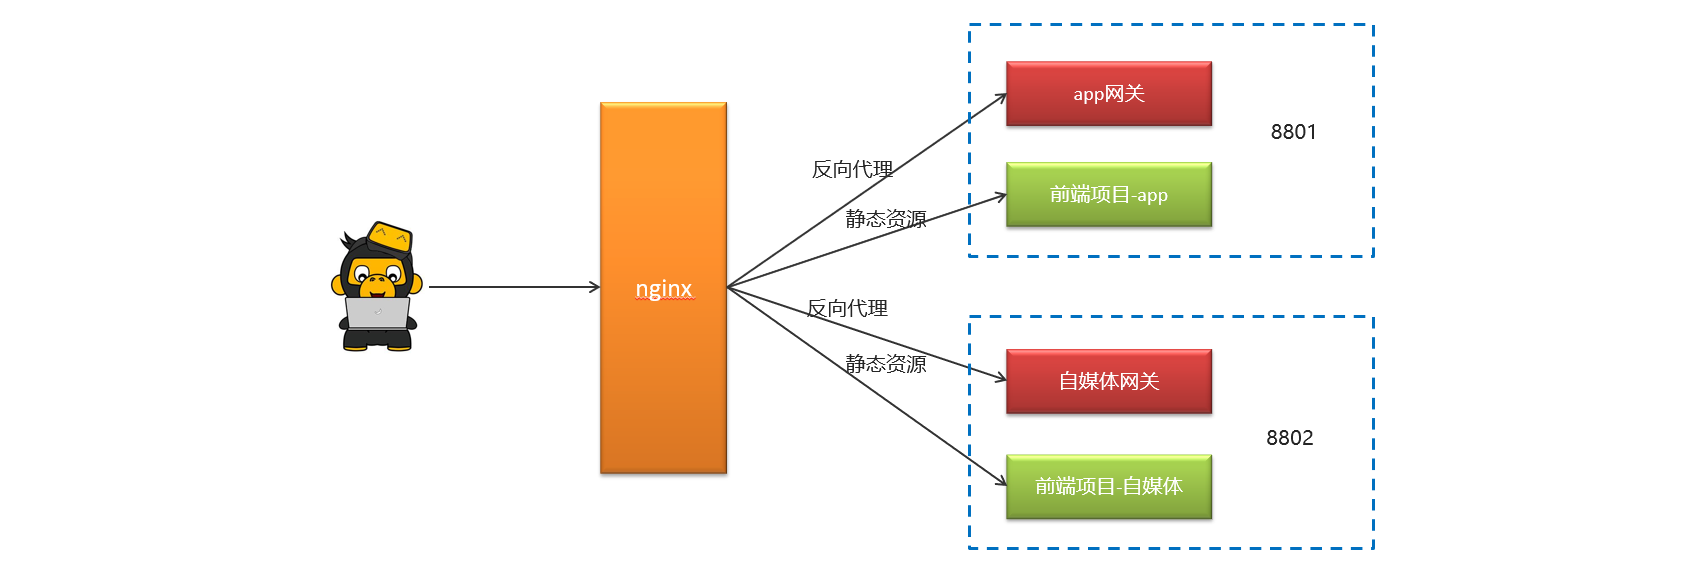 app网关
8801
反向代理
前端项目-app
静态资源
nginx
反向代理
静态资源
自媒体网关
8802
前端项目-自媒体